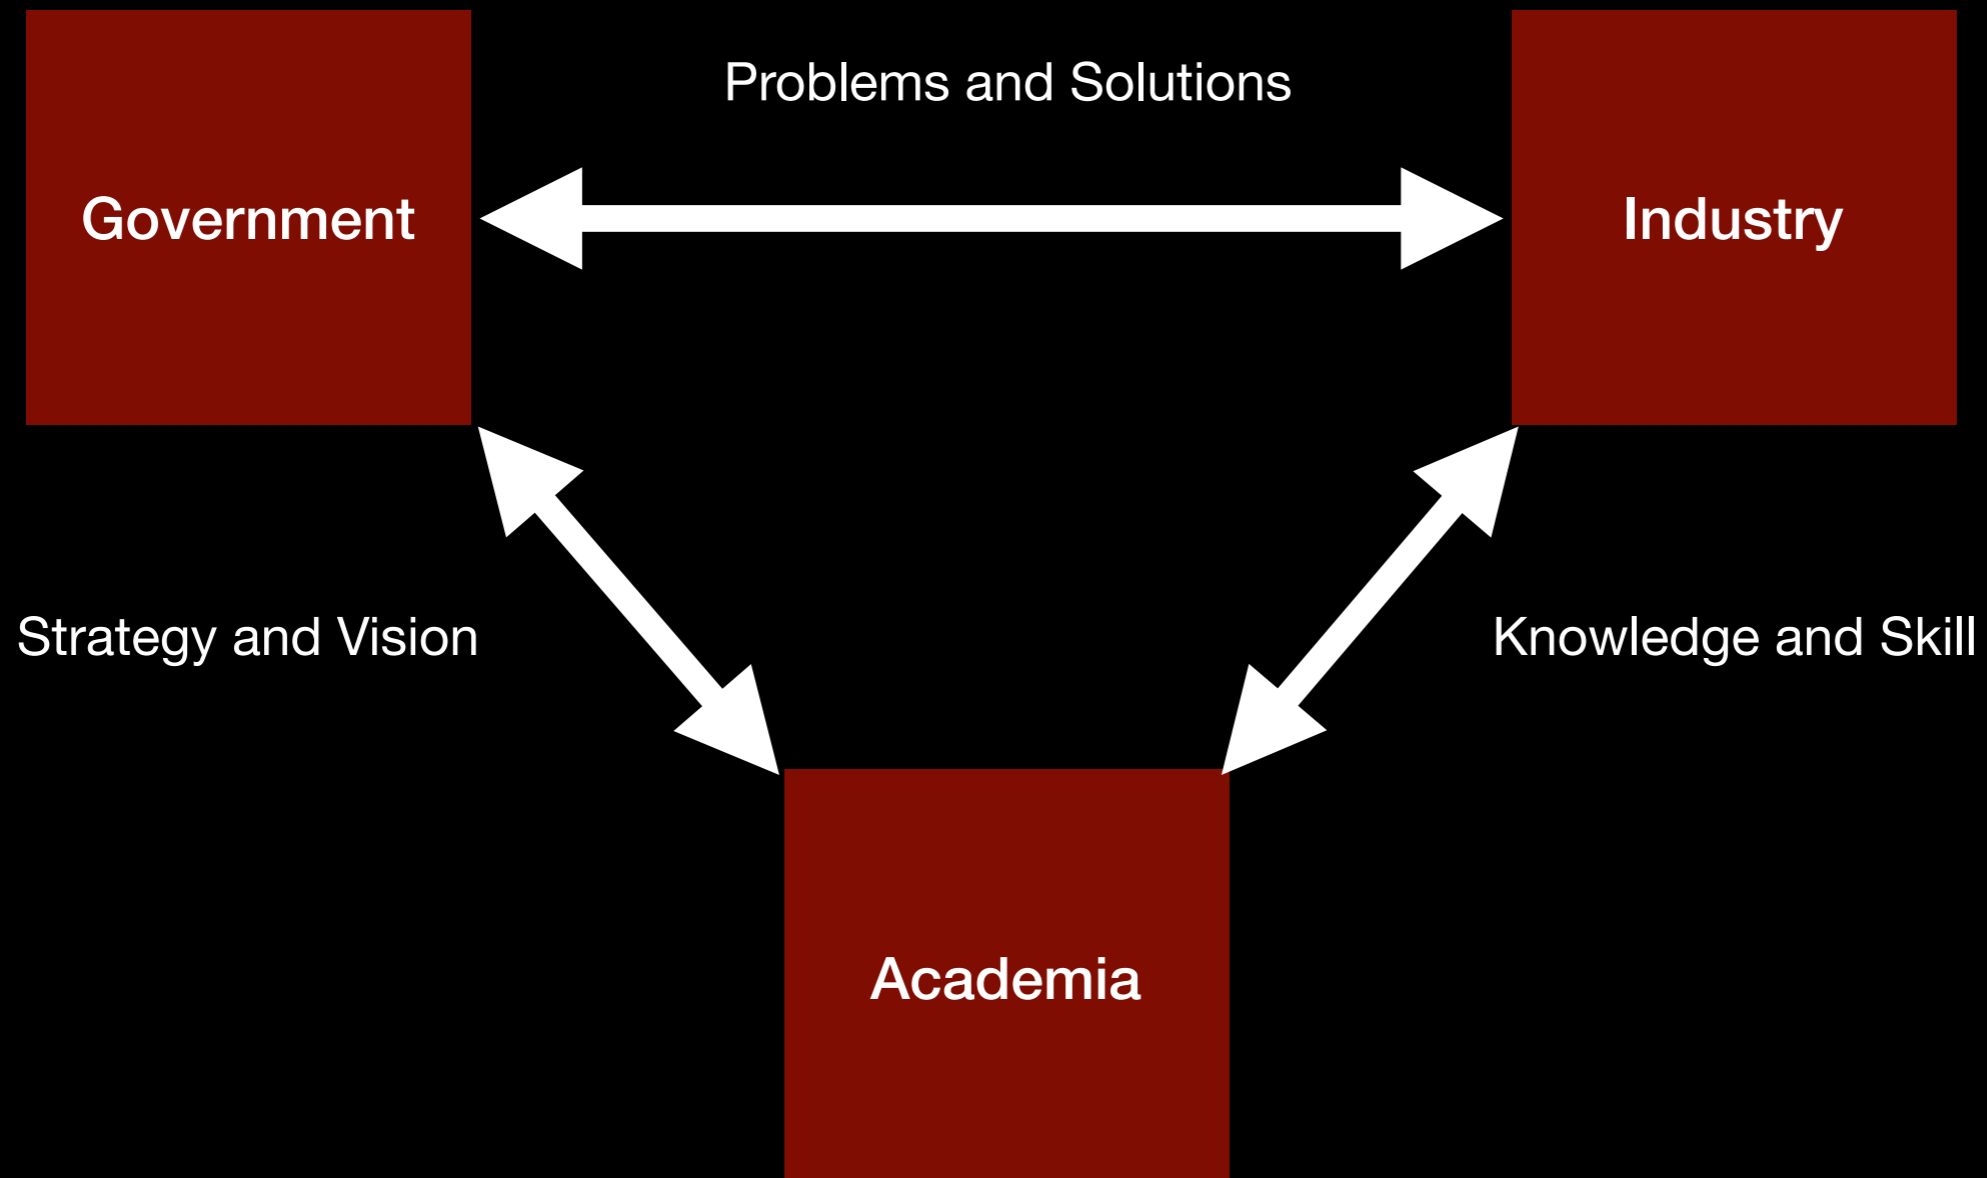 Problems and Solutions
Government
Industry
Strategy and Vision
Knowledge and Skill
Academia